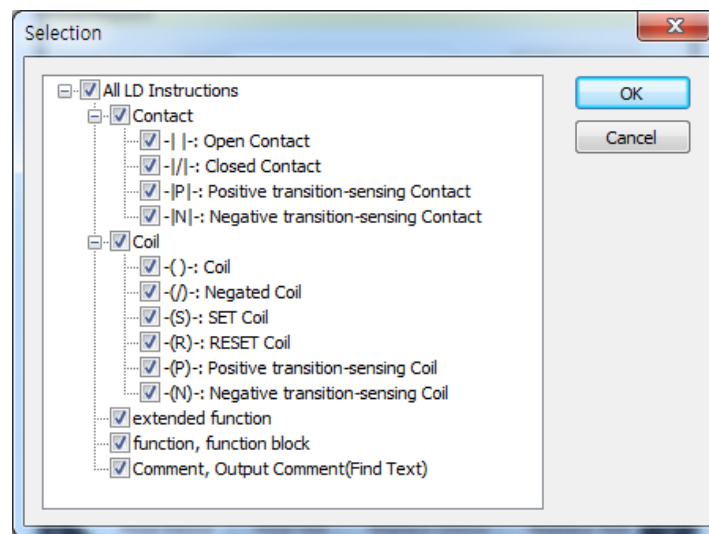 Selection
All LD Instructions
Contact
-| |-: Open Contact
-|/|-: Closed Contact
-|P|-: Positive transition-sensing Contact
-|N|-: Negative transition-sensing Contact
Coil
-( )-: Coil
-(/)-: Negated Coil
-(S)-: SET Coil
-(R)-: RESET Coil
-(P)-: Positive transition-sensing Coil
-(N)-: Negative transition-sensing Coil
extended function
function, function block
Comment, Output Comment(Find Text)
OK
Cancel